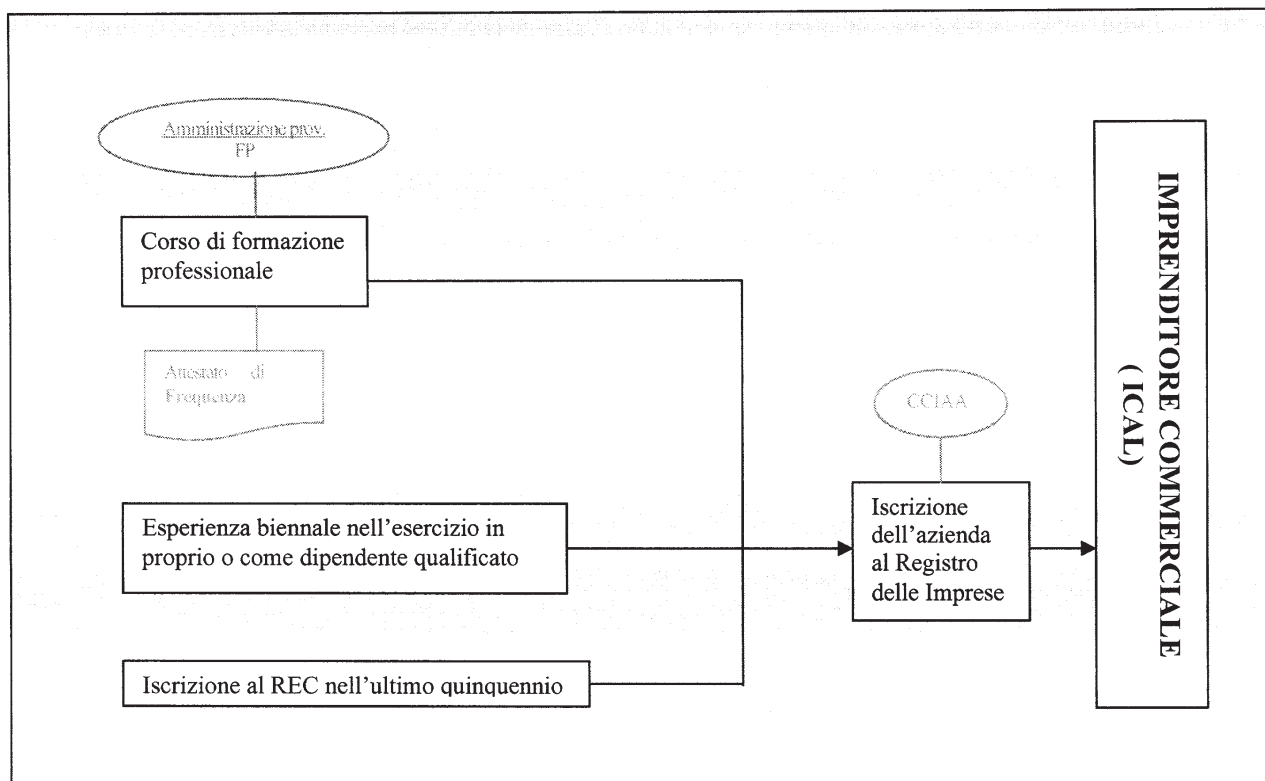 Amministrazione prov.
FP
Corso di formazione
professionale
Attestato di
Frequenza
Esperienza biennale nell'esercizio in
proprio o come dipendente qualificato
Iscrizione al REC nell'ultimo quinquennio
CCIAA
Iscrizione
dell'azienda
al Registro
delle Imprese
IMPRENDITORE COMMERCIALE
( ICAL)